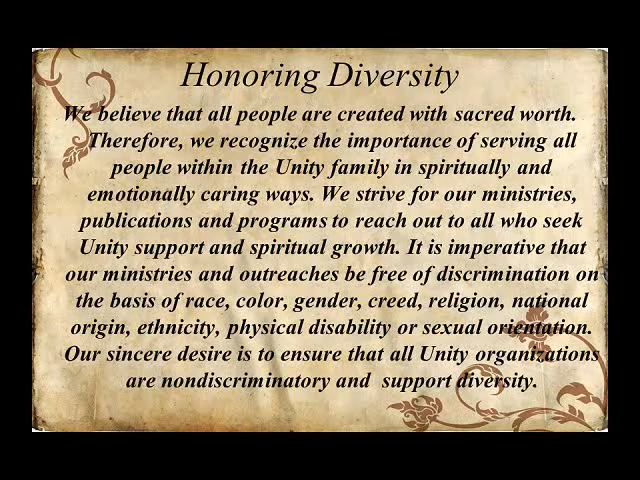 Honoring Diversity
We believe that all people are created with sacred worth.
Therefore, we recognize the importance of serving all
people within the Unity family in spiritually and
emotionally caring ways. We strive for our ministries,
publications and programs to reach out to all who seek
Unity support and spiritual growth. It is imperative that
our ministries and outreaches be free of discrimination on
the basis of race, color, gender, creed, religion, national
origin, ethnicity, physical disability or sexual orientation.
Our sincere desire is to ensure that all Unity organizations
are nondiscriminatory and  support diversity.